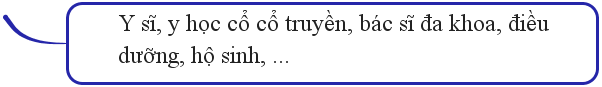 Y sĩ, y học cổ cổ truyền, bác sĩ đa khoa, điều
dưỡng, hộ sinh, ...